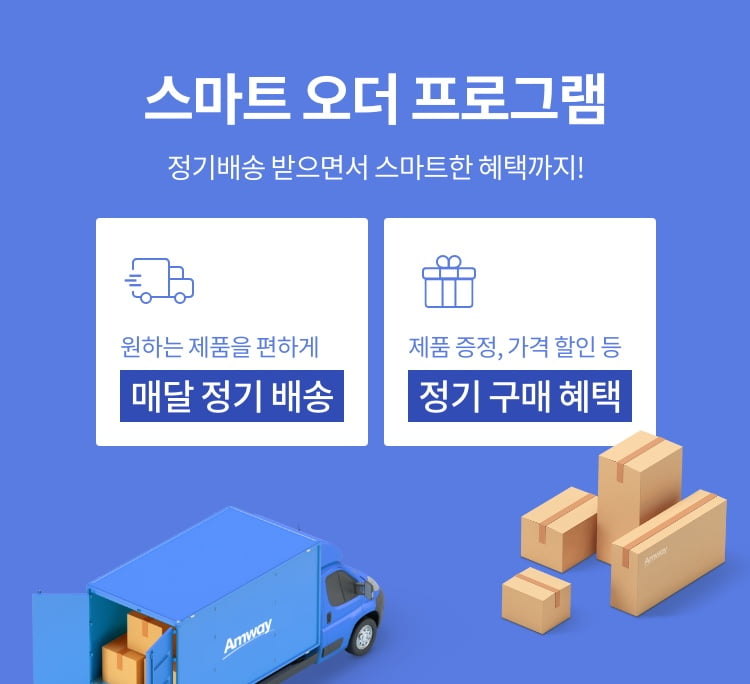 스마트 오더 프로그램
정기배송 받으면서 스마트한 혜택까지!
원하는 제품을 편하게
매달 정기 배송
제품 증정, 가격 할인 등
정기 구매 혜택
Amway
Amway